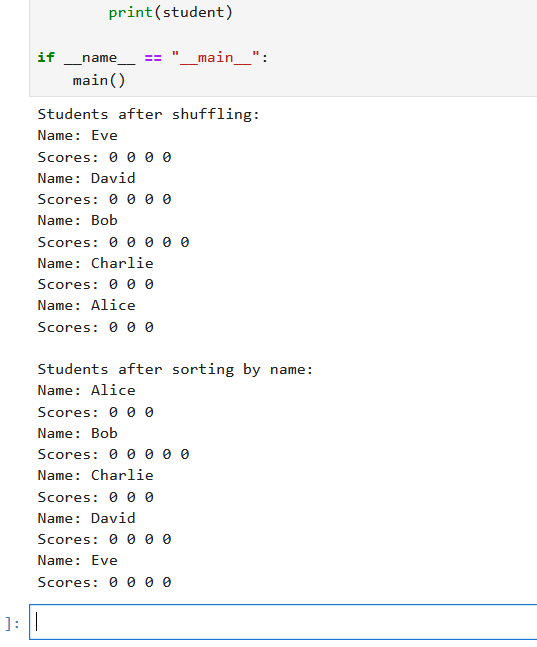 print(student)
if __name__ == "__main__":
    main()
Students after shuffling:
Name: Eve
Scores: 0 0 0 0
Name: David
Scores: 0 0 0 0
Name: Bob
Scores: 0 0 0 0 0
Name: Charlie
Scores: 0 0 0
Name: Alice
Scores: 0 0 0
Students after sorting by name:
Name: Alice
Scores: 0 0 0
Name: Bob
Scores: 0 0 0 0 0
Name: Charlie
Scores: 0 0 0
Name: David
Scores: 0 0 0 0
Name: Eve
Scores: 0 0 0 0
]: